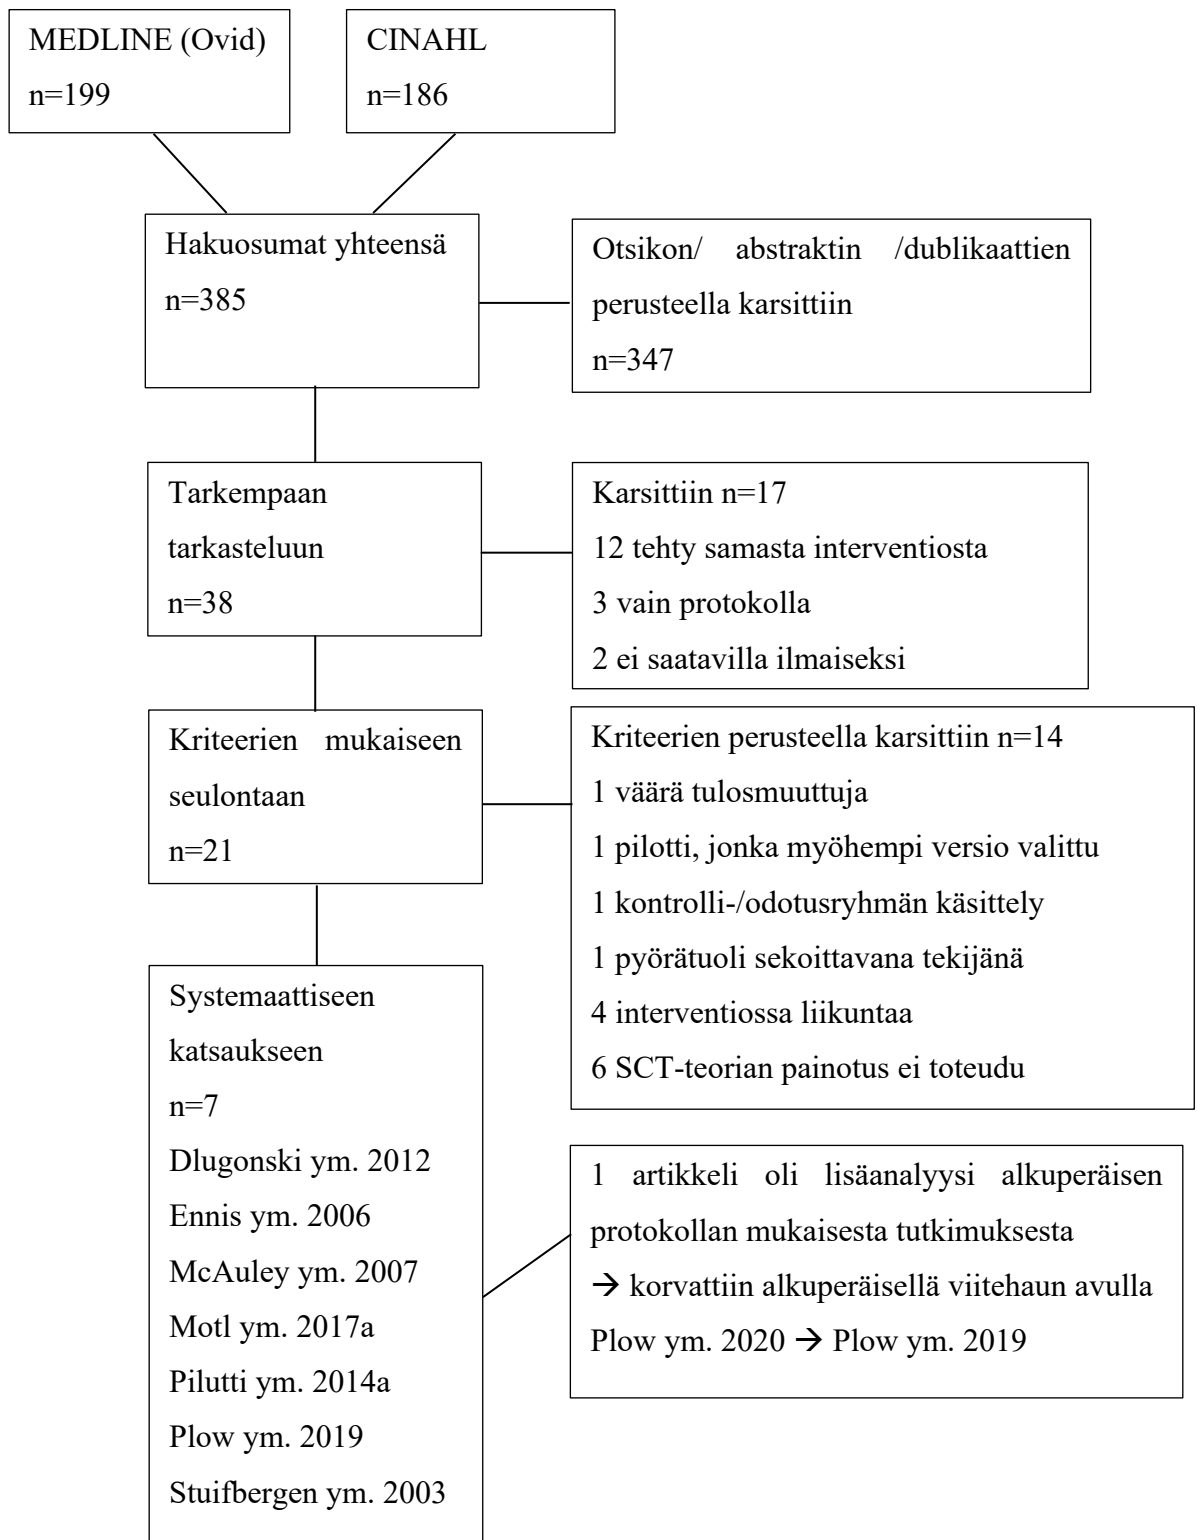 MEDLINE (Ovid)
n=199
CINAHL
n=186
Hakuosumat yhteensä
n=385
Otsikon/ abstraktin /dublikaattien
perusteella karsittiin
n=347
Tarkempaan
tarkasteluun
n=38
Karsittiin n=17
12 tehty samasta interventiosta
3 vain protokolla
2 ei saatavilla ilmaiseksi
Kriteerien mukaiseen
seulontaan
n=21
Kriteerien perusteella karsittiin n=14
1 väärä tulosmuuttuja
1 pilotti, jonka myöhempi versio valittu
1 kontrolli-/odotusryhmän käsittely
1 pyörätuoli sekoittavana tekijänä
4 interventiossa liikuntaa
6 SCT-teorian painotus ei toteudu
Systemaattiseen
katsaukseen
n=7
Dlugonski ym. 2012
Ennis ym. 2006
McAuley ym. 2007
Motl ym. 2017a
Pilutti ym. 2014a
Plow ym. 2019
Stuifbergen ym. 2003
1 artikkeli oli lisäanalyysi alkuperäisen
protokollan mukaisesta tutkimuksesta
→ korvattiin alkuperäisellä viitehaun avulla
Plow ym. 2020 → Plow ym. 2019